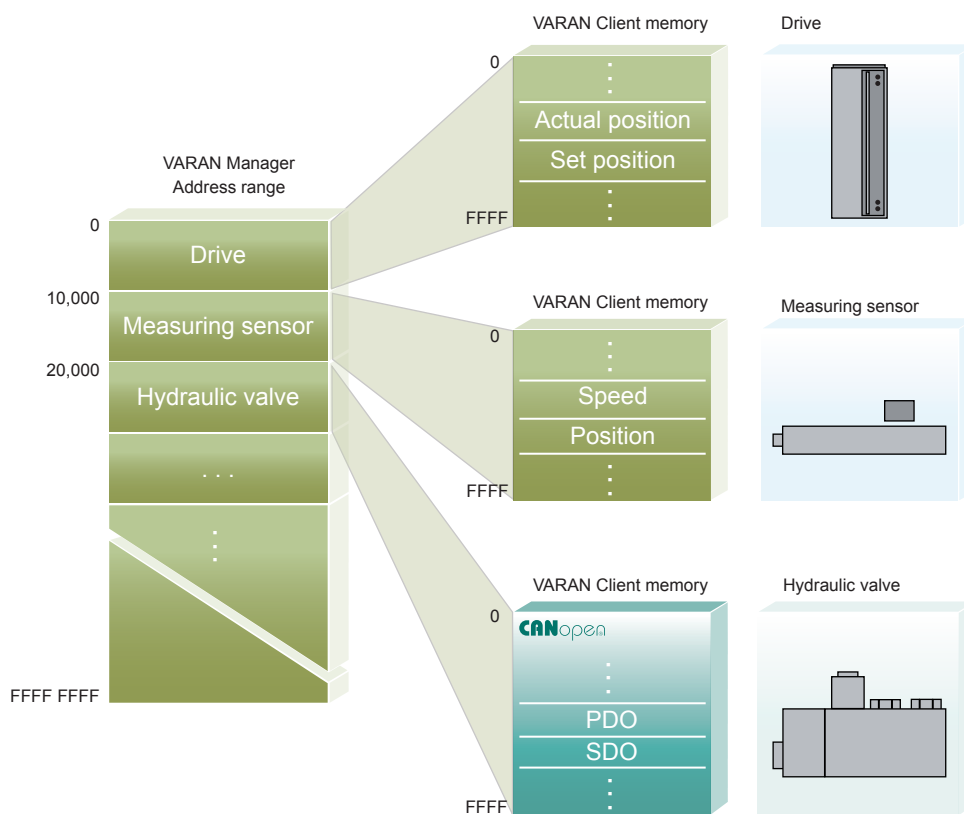 VARAN Manager
Address range
0
Drive
10,000
Measuring sensor
20,000
Hydraulic valve
. . .
FFFF FFFF
VARAN Client memory
0
Actual position
Set position
FFFF
Drive
VARAN Client memory
0
Speed
Position
FFFF
Measuring sensor
VARAN Client memory
0
CANopen
PDO
SDO
FFFF
Hydraulic valve